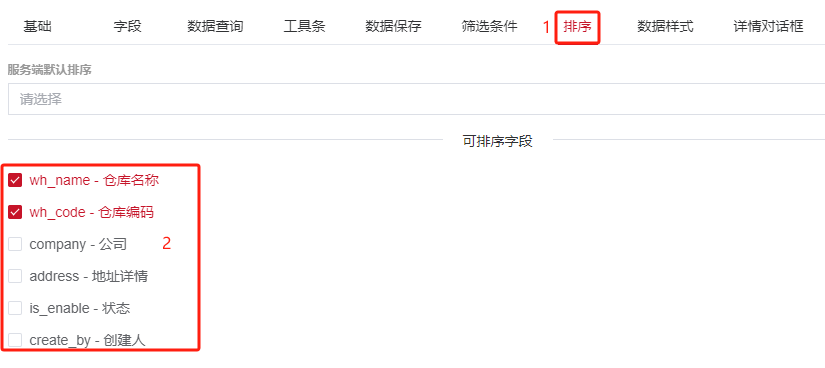 基础 字段 数据查询 工具条 数据保存 筛选条件 1 排序 数据样式 详情对话框
服务端默认排序
请选择
可排序字段
wh_name - 仓库名称
wh_code - 仓库编码
company - 公司 2
address - 地址详情
is_enable - 状态
create_by - 创建人